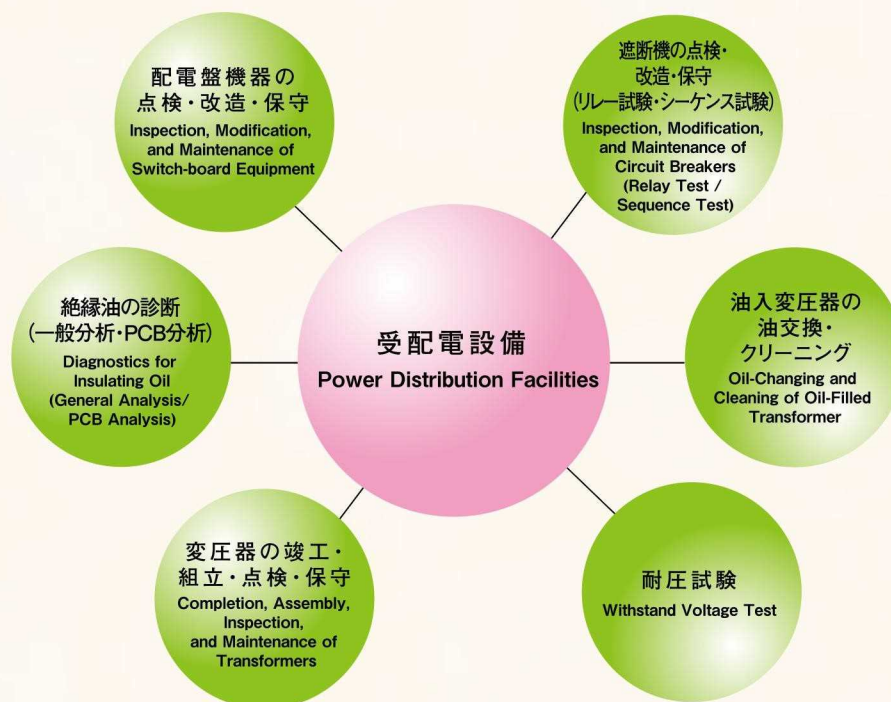 配電盤機器の
点検・改造・保守
Inspection, Modification,
and Maintenance of
Switch-board Equipment
遮断機の点検・
改造・保守
(リレー試験・シーケンス試験)
Inspection, Modification,
and Maintenance of
Circuit Breakers
(Relay Test /
Sequence Test)
絶縁油の診断
(一般分析・PCB分析)
Diagnostics for
Insulating Oil
(General Analysis/
PCB Analysis)
受配電設備
Power Distribution Facilities
油入変圧器の
油交換・
クリーニング
Oil-Changing and
Cleaning of Oil-Filled
Transformer
変圧器の竣工・
組立・点検・保守
Completion, Assembly,
Inspection,
and Maintenance of
Transformers
耐圧試験
Withstand Voltage Test